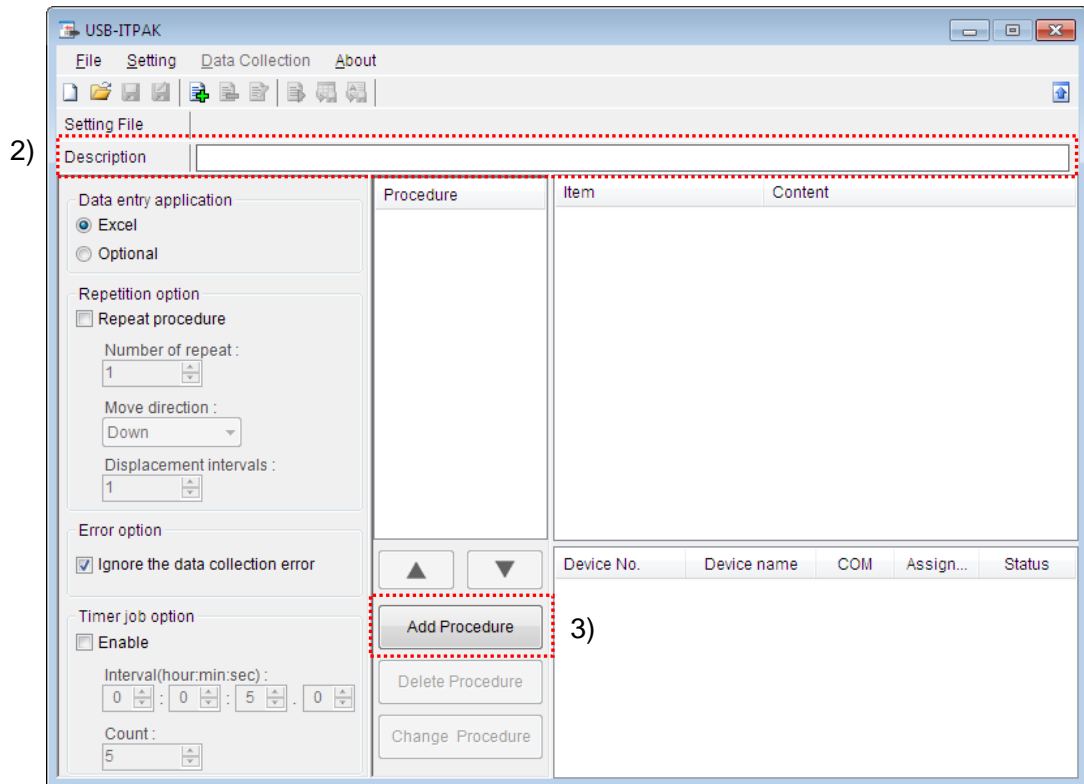 USB-ITPAK
File Setting Data Collection About
Setting File
2)
Description
Data entry application
Excel
Optional
Repetition option
Repeat procedure
Number of repeat :
1
Move direction :
Down
Displacement intervals :
1
Error option
Ignore the data collection error
Timer job option
Enable
Interval(hour:min:sec) :
0 : 0 : 5 . 0
Count :
5
Procedure
Add Procedure
3)
Delete Procedure
Change Procedure
Item Content
Device No. Device name COM Assign... Status